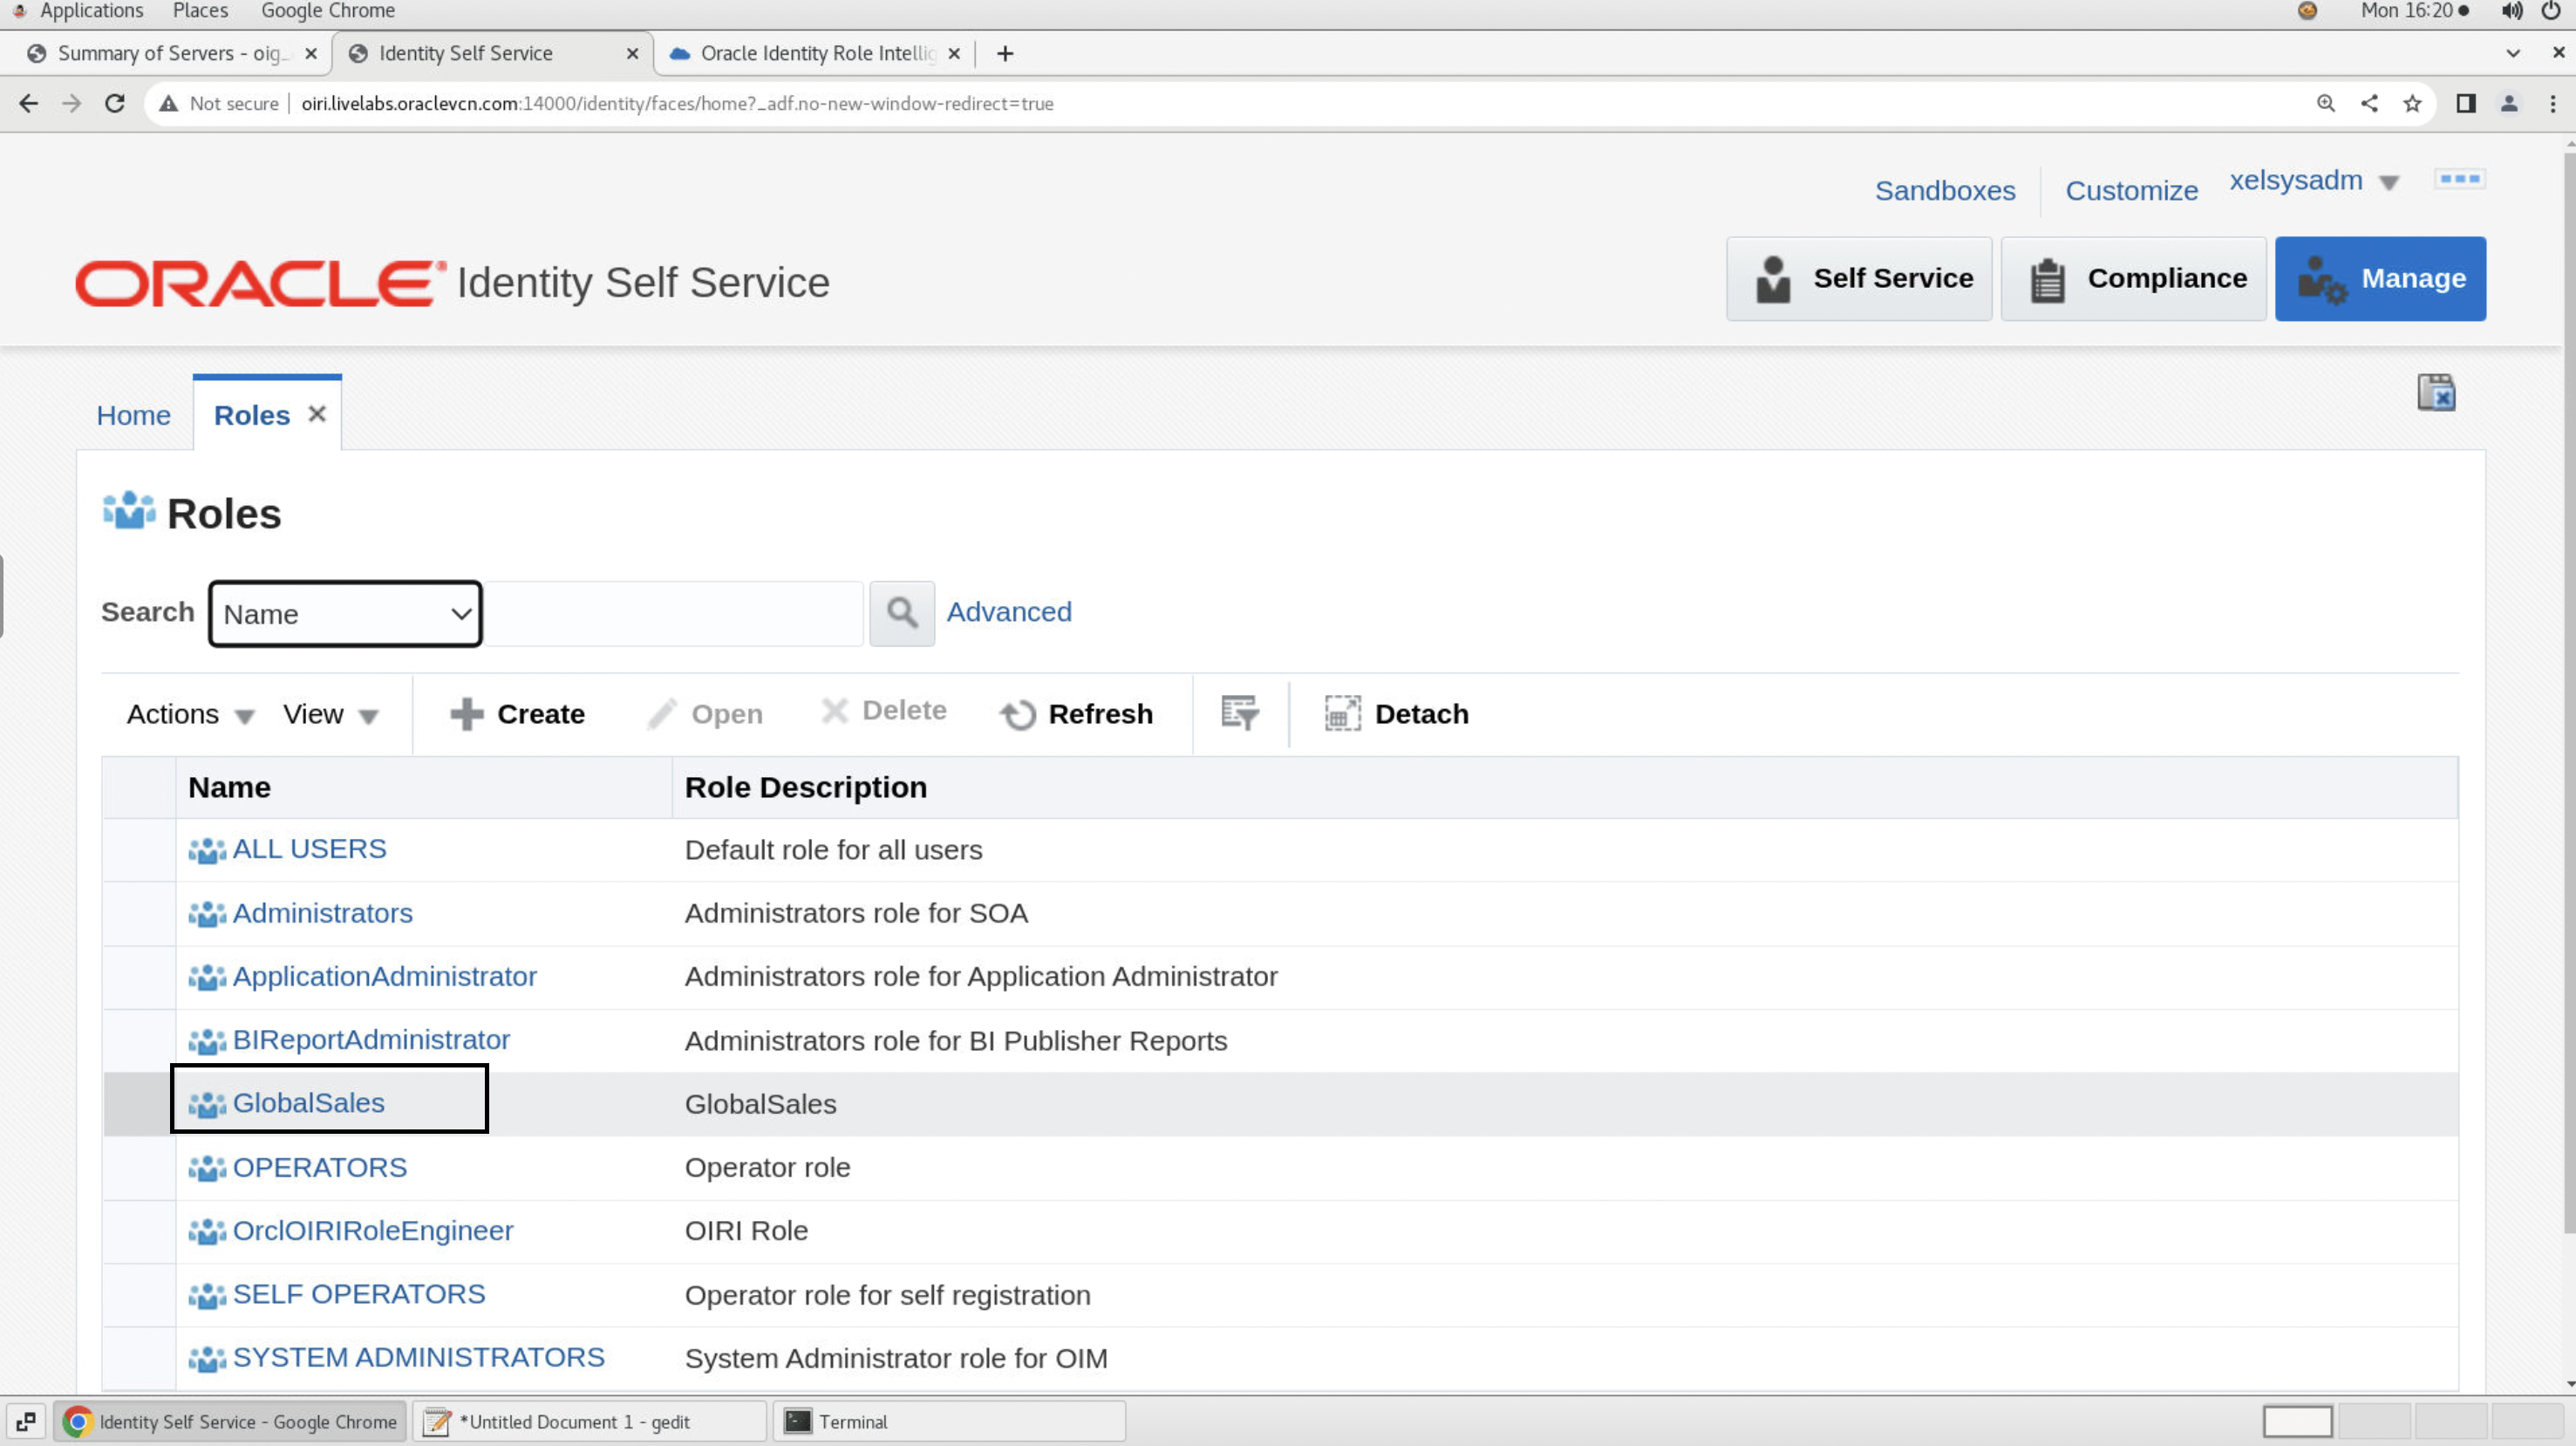 Applications Places Google Chrome Mon 16:20
Summary of Servers - oig_ Identity Self Service Oracle Identity Role Intellig
Not secure oiri.livelabs.oraclevcn.com:14000/identity/faces/home?_adf.no-new-window-redirect=true
Sandboxes Customize xelsysadm
ORACLE Identity Self Service Self Service Compliance Manage
Home Roles
Roles
Search Name Advanced
Actions View Create Open Delete Refresh Detach
Name Role Description
ALL USERS Default role for all users
Administrators Administrators role for SOA
ApplicationAdministrator Administrators role for Application Administrator
BIReportAdministrator Administrators role for BI Publisher Reports
GlobalSales GlobalSales
OPERATORS Operator role
OrclOIRIRoleEngineer OIRI Role
SELF OPERATORS Operator role for self registration
SYSTEM ADMINISTRATORS System Administrator role for OIM
Identity Self Service - Google Chrome *Untitled Document 1 - gedit Terminal